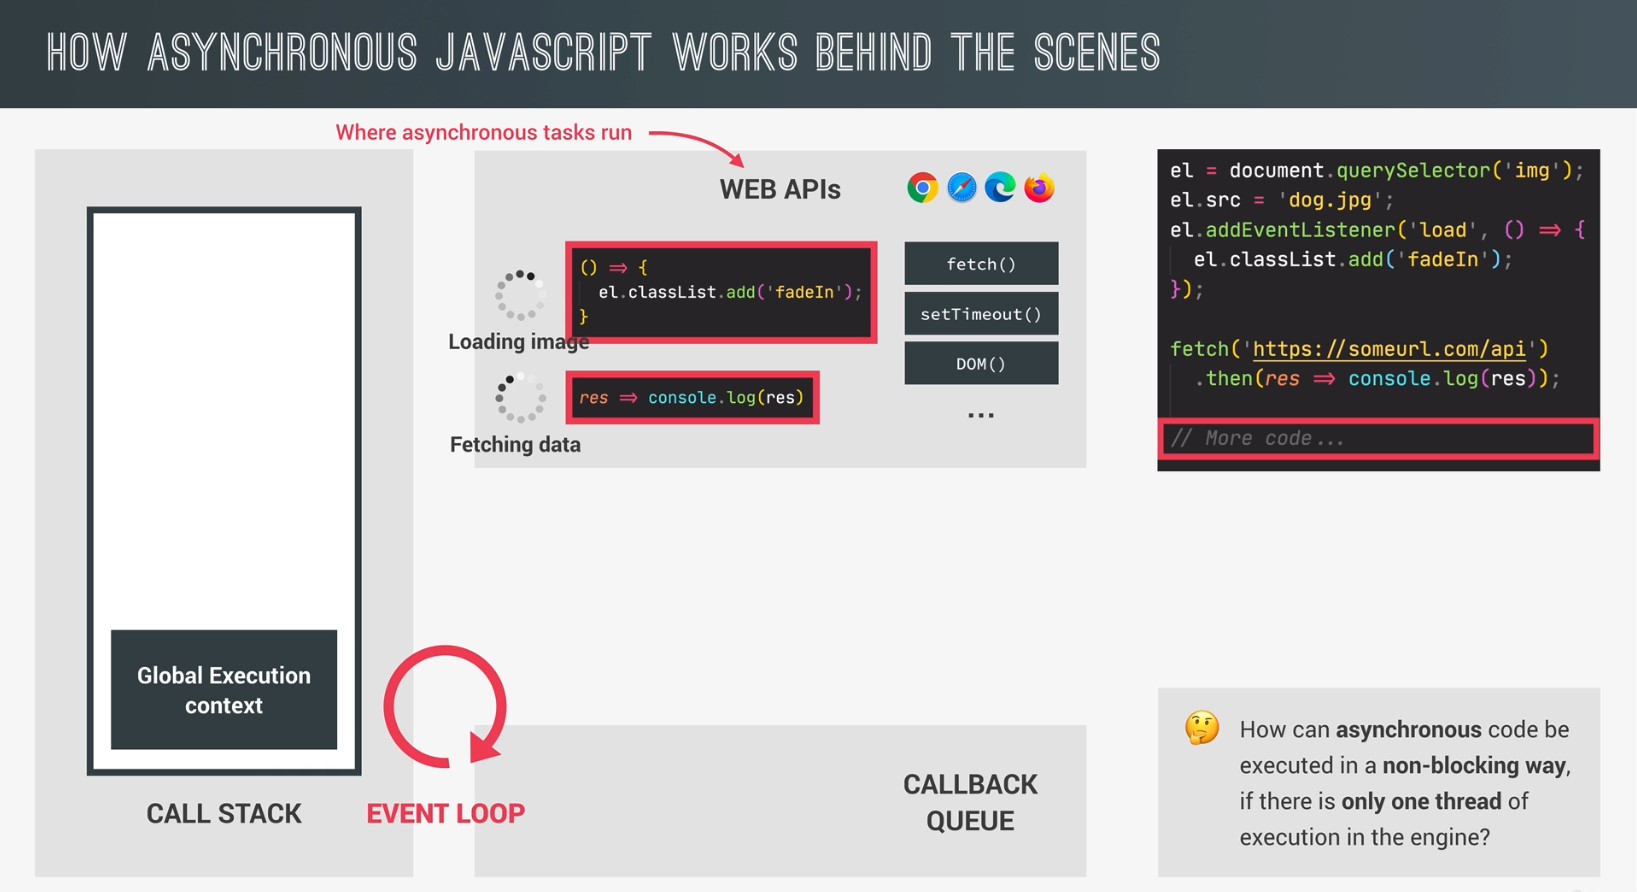 HOW ASYNCHRONOUS JAVASCRIPT WORKS BEHIND THE SCENES
Where asynchronous tasks run
WEB APIs
() => {
el.classList.add('fadeIn');
}
Loading image
res => console.log(res)
Fetching data
fetch()
setTimeout()
DOM()
...
el = document.querySelector('img');
el.src = 'dog.jpg';
el.addEventListener('load', () => {
el.classList.add('fadeIn');
});
fetch('https://someurl.com/api')
.then(res => console.log(res));
// More code...
Global Execution
context
CALL STACK
EVENT LOOP
CALLBACK
QUEUE
How can asynchronous code be
executed in a non-blocking way,
if there is only one thread of
execution in the engine?